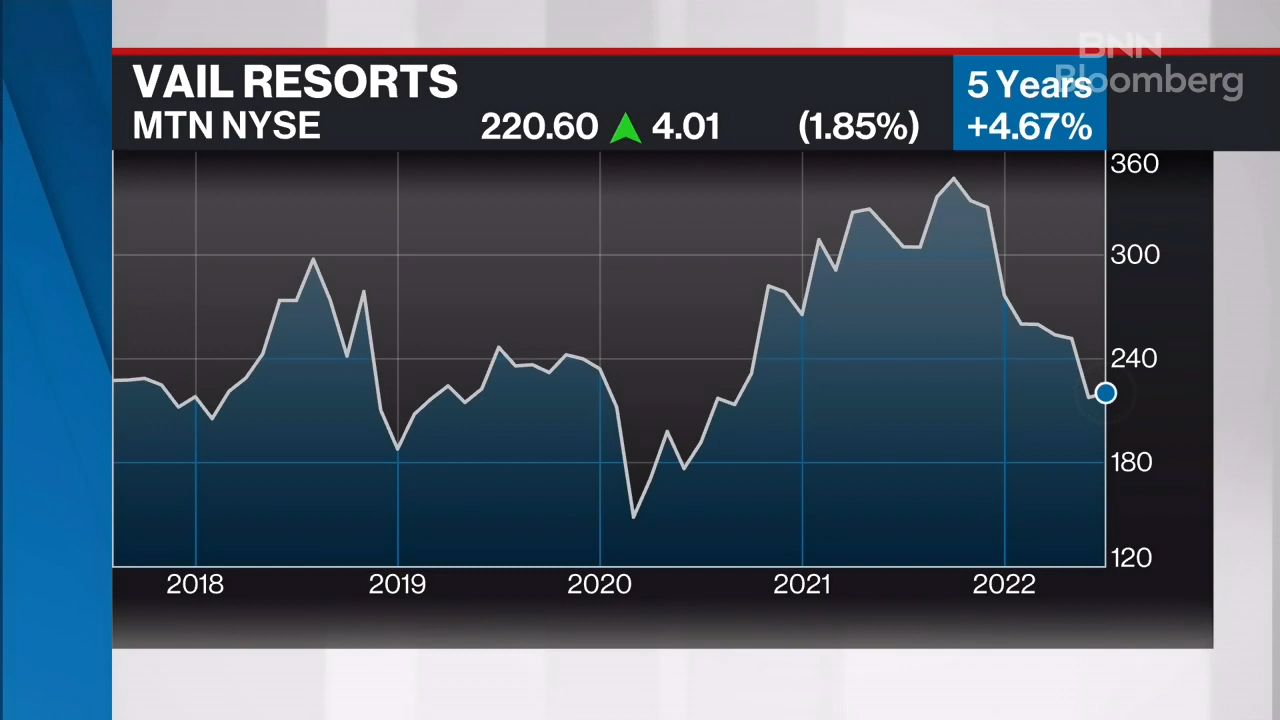 BNN
Bloomberg
VAIL RESORTS
MTN NYSE
220.60 4.01 (1.85%)
5 Years
+4.67%
360
300
240
180
120
2018 2019 2020 2021 2022